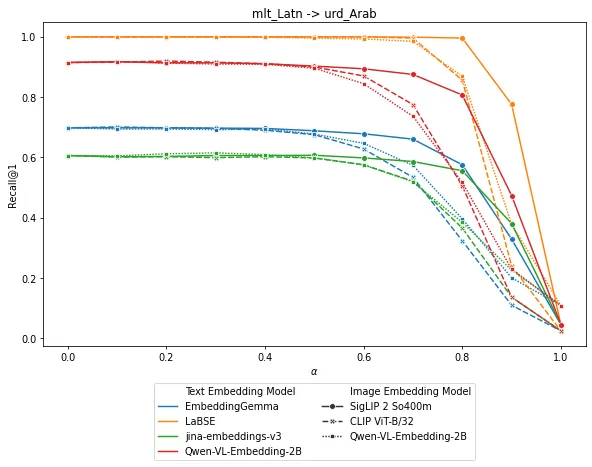 mlt_Latn -> urd_Arab
Recall@1
1.0
0.8
0.6
0.4
0.2
0.0
0.0 0.2 0.4 0.6 0.8 1.0
α
Text Embedding Model
EmbeddingGemma
LaBSE
jina-embeddings-v3
Qwen-VL-Embedding-2B
Image Embedding Model
SigLIP 2 So400m
CLIP ViT-B/32
Qwen-VL-Embedding-2B